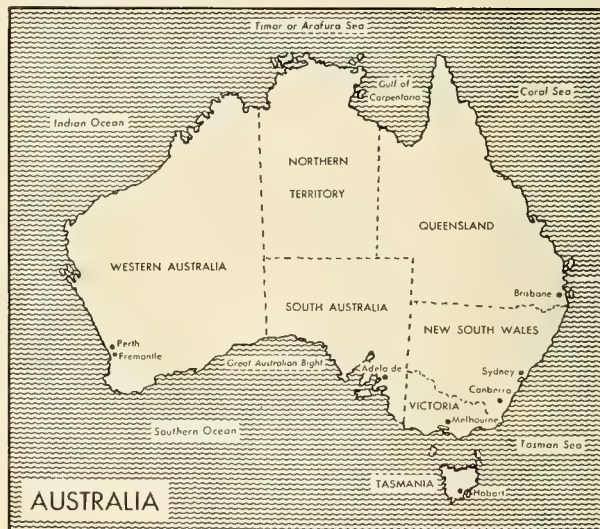 Timor or Arafura Sea
Gulf of
Carpentaria
Coral Sea
Indian Ocean
NORTHERN
TERRITORY
QUEENSLAND
WESTERN AUSTRALIA
Brisbane
SOUTH AUSTRALIA
NEW SOUTH WALES
Perth
Fremantle
Great Australian Bight
Adela de
Sydney
Canberra
VICTORIA
Melbourne
Southern Ocean
Tasman Sea
TASMANIA
Hobart
AUSTRALIA